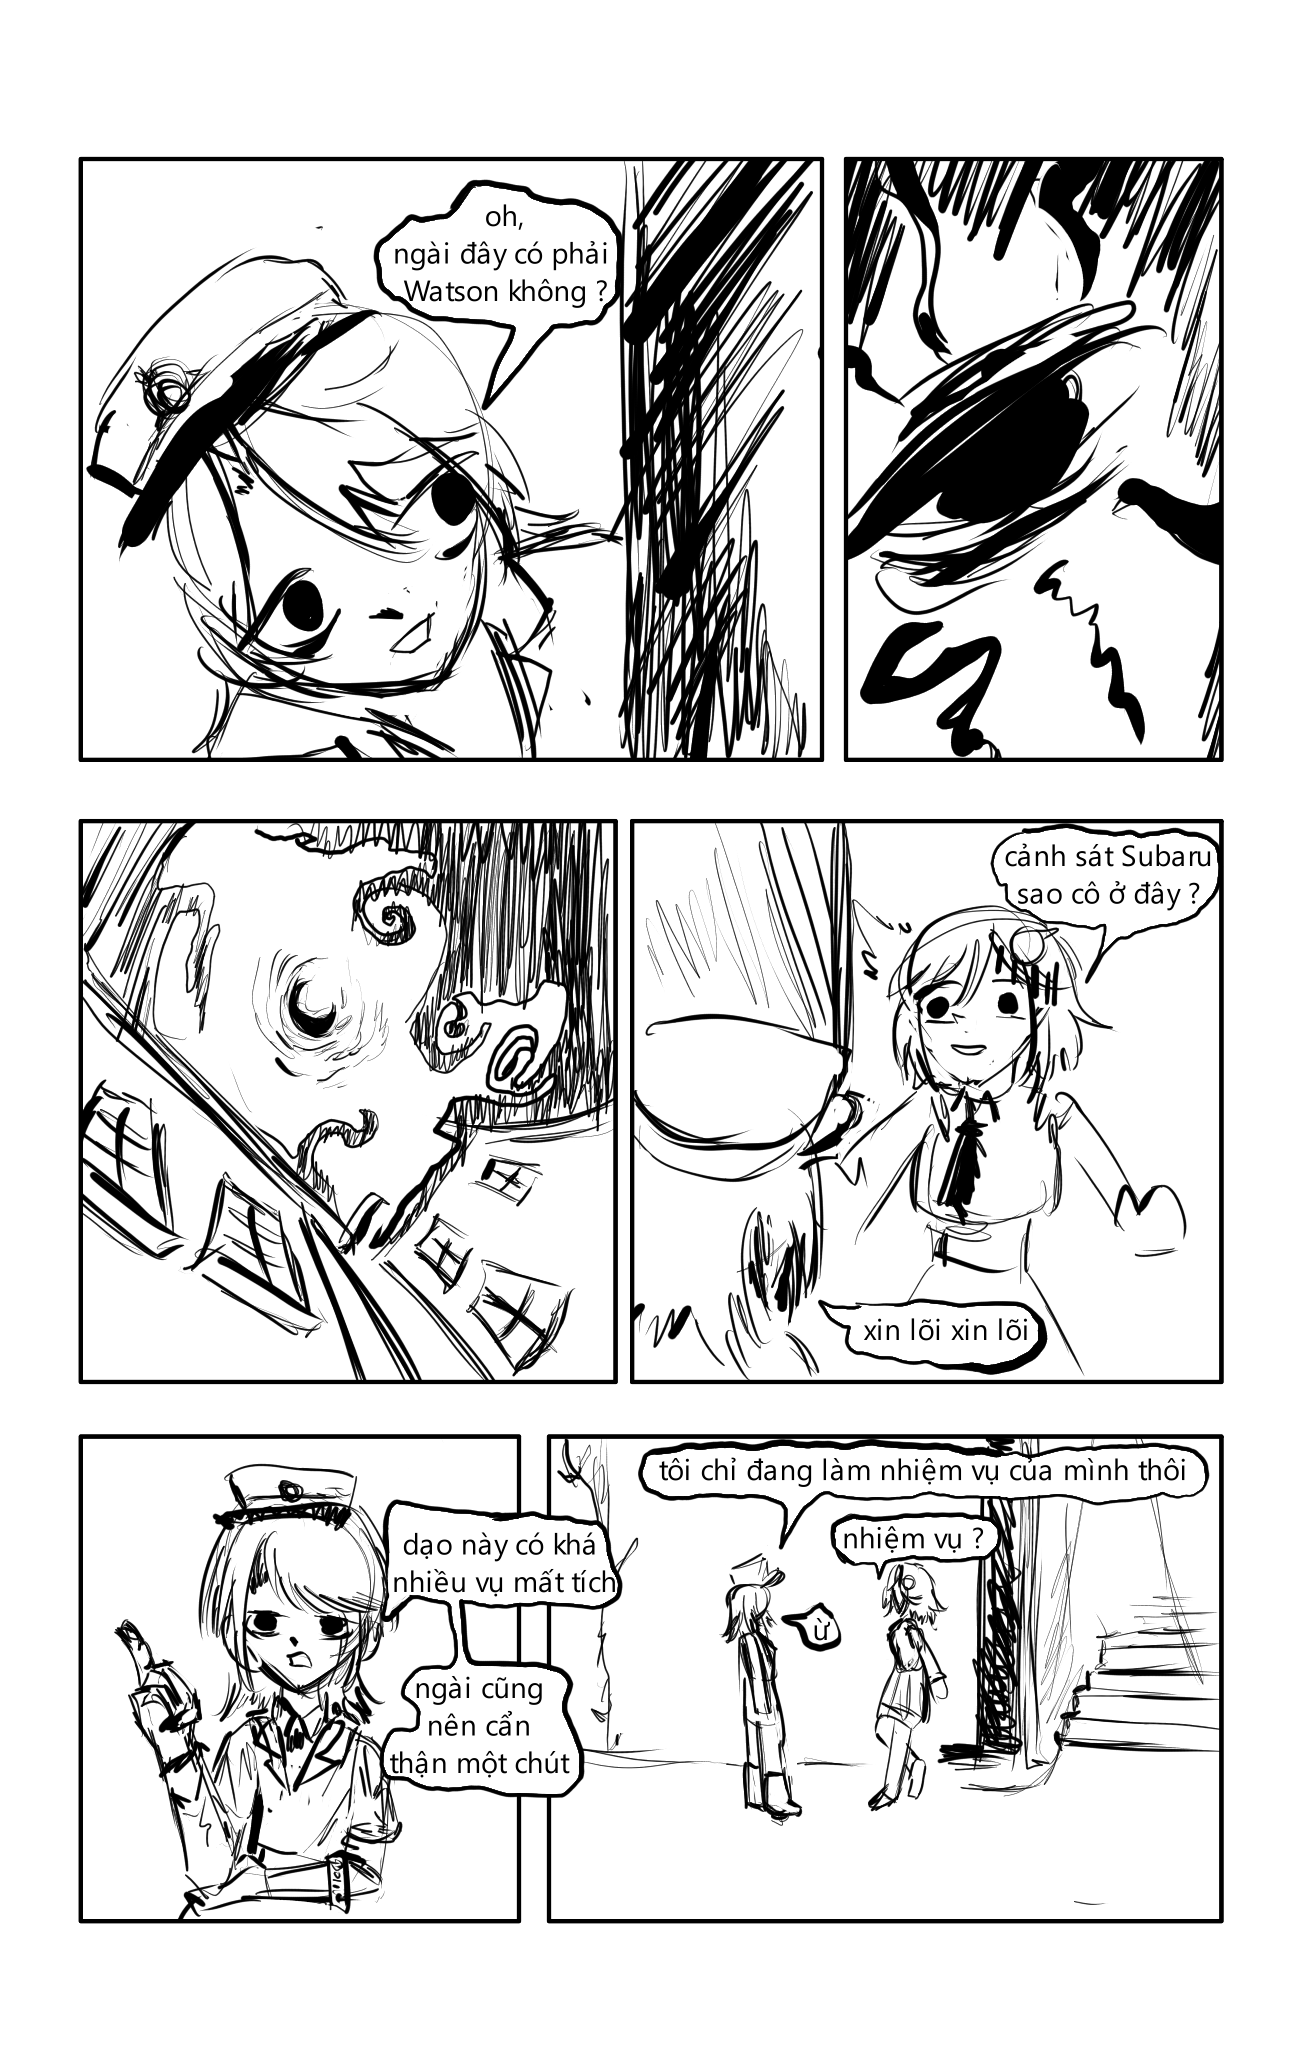 oh,
ngài đây có phải
Watson không ?
cảnh sát Subaru
sao cô ở đây ?
xin lõi xin lõi
dạo này có khá
nhiều vụ mất tích
ngài cũng
nên cẩn
thận một chút
tôi chỉ đang làm nhiệm vụ của mình thôi
nhiệm vụ ?
ừ